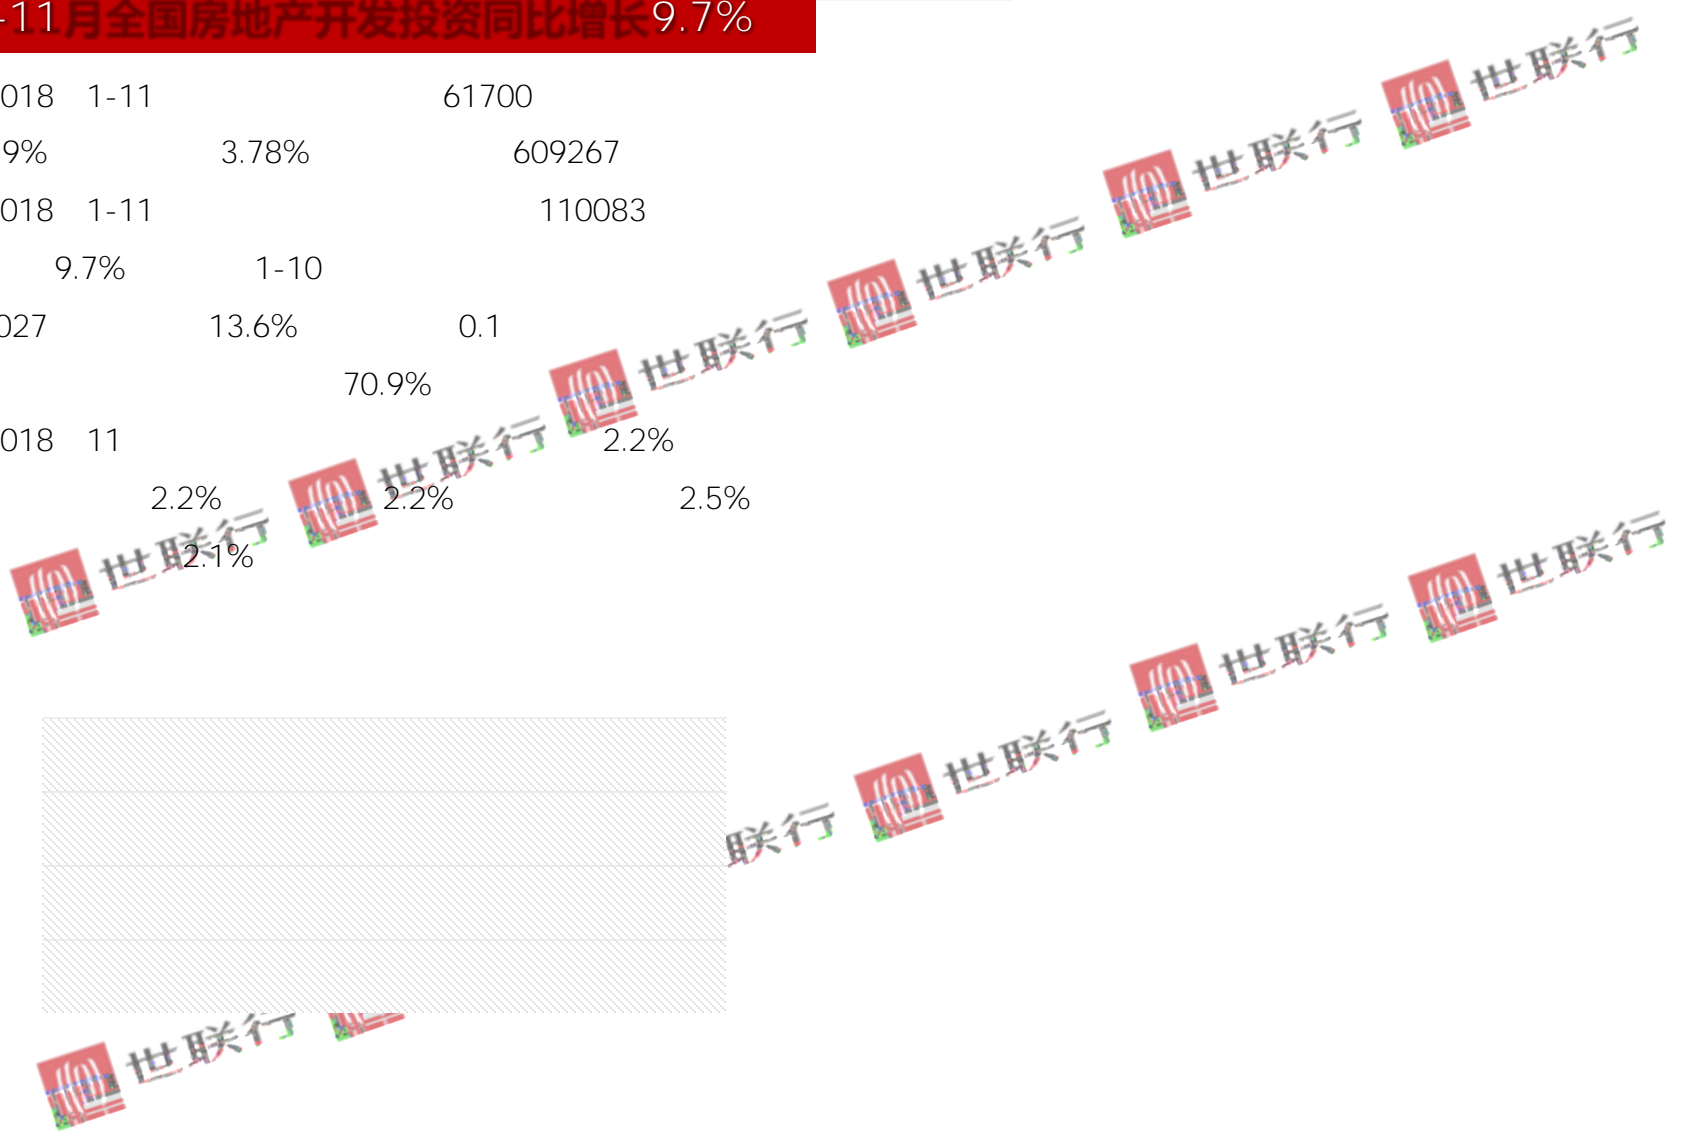 -11月全国房地产开发投资同比增长9.7%
018 1-11 61700
9% 3.78% 609267
018 1-11 110083
9.7% 1-10
027 13.6% 0.1
70.9%
018 11 2.2%
2.2% 2.2% 2.5%
2.1%
世联行
世联行
世联行
世联行
世联行
世联行
世联行
世联行
世联行
世联行
联行
世联行